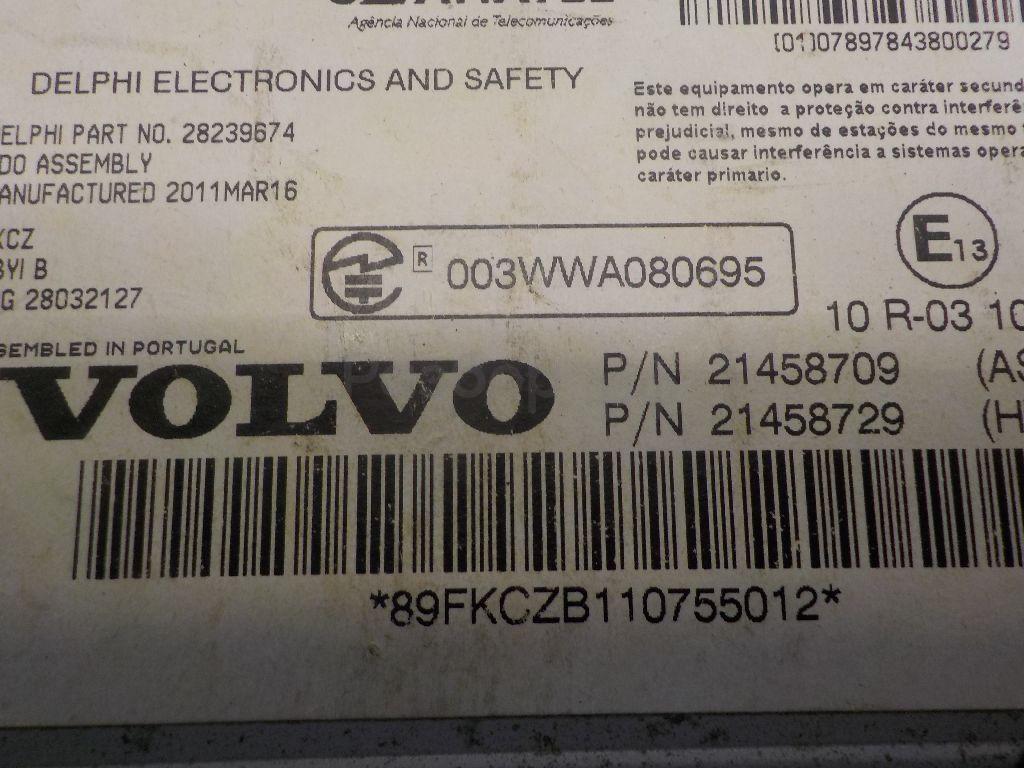 Agência Nacional de Telecomunicações
(01)07897843800279
DELPHI ELECTRONICS AND SAFETY
Este equipamento opera em caráter secund
não tem direito a proteção contra interferê
prejudicial, mesmo de estações do mesmo
pode causar interferência a sistemas opera
caráter primario.
ELPHI PART NO. 28239674
DO ASSEMBLY
ANUFACTURED 2011MAR16
KCZ
BYI B
G 28032127
R 003WWA080695
E13
10 R-03 10
SEMBLED IN PORTUGAL
VOLVO
P/N 21458709 (AS
P/N 21458729 (H
*89FKCZB110755012*